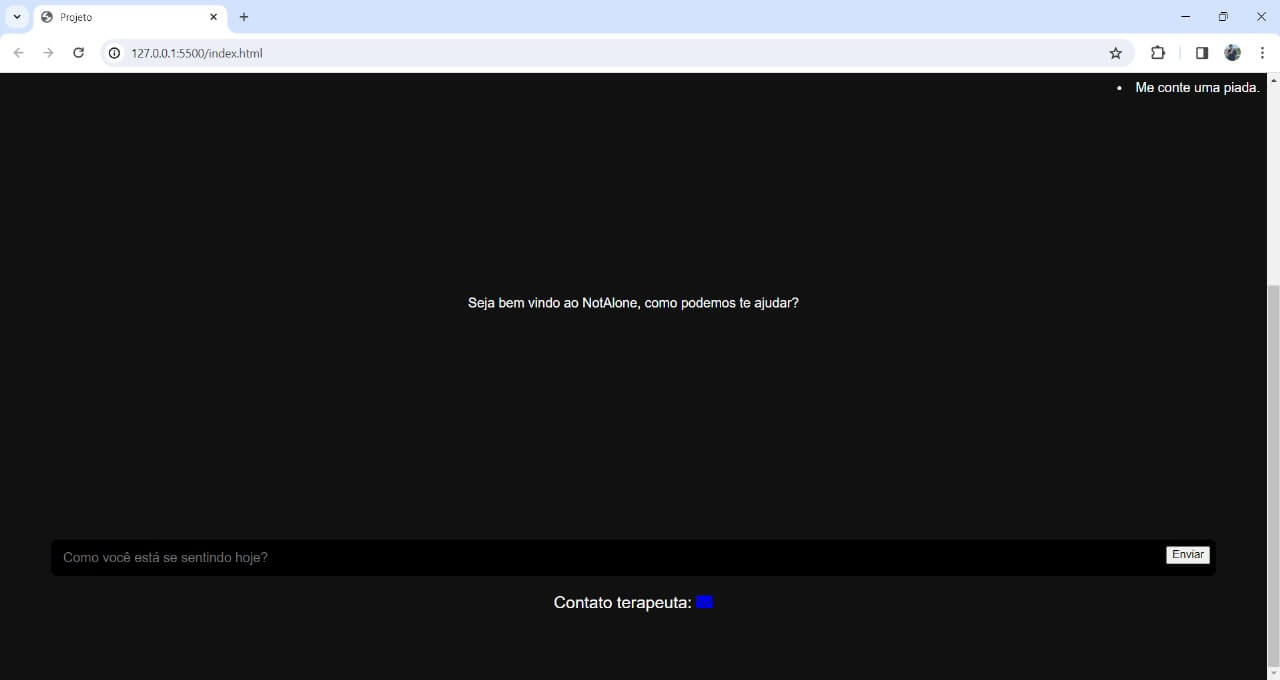 Projeto
127.0.0.1:5500/index.html
• Me conte uma piada.
Seja bem vindo ao NotAlone, como podemos te ajudar?
Como você está se sentindo hoje?
Enviar
Contato terapeuta: